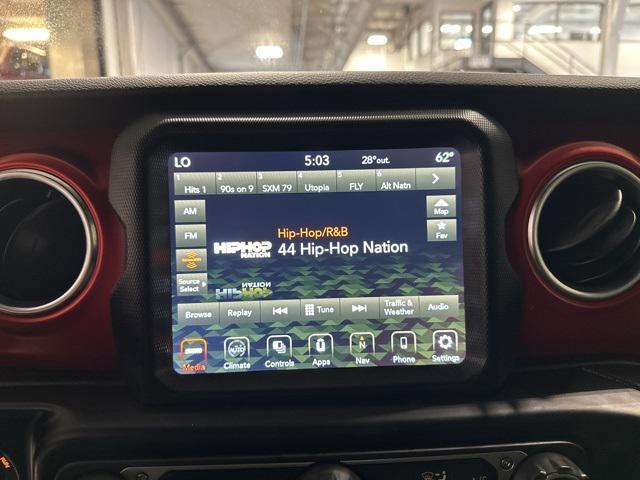 LO 5:03 28°out. 62°
1 Hits 1 2 90s on 9 3 SXM 79 4 Utopia 5 FLY 6 Alt Natn
AM
FM
Source Select
Map
Fav
Hip-Hop/R&B
HIPHOP NATION
44 Hip-Hop Nation
Browse Replay Tune Traffic & Weather Audio
Media AUTO Climate Controls Apps N Nav Phone Settings
RUN